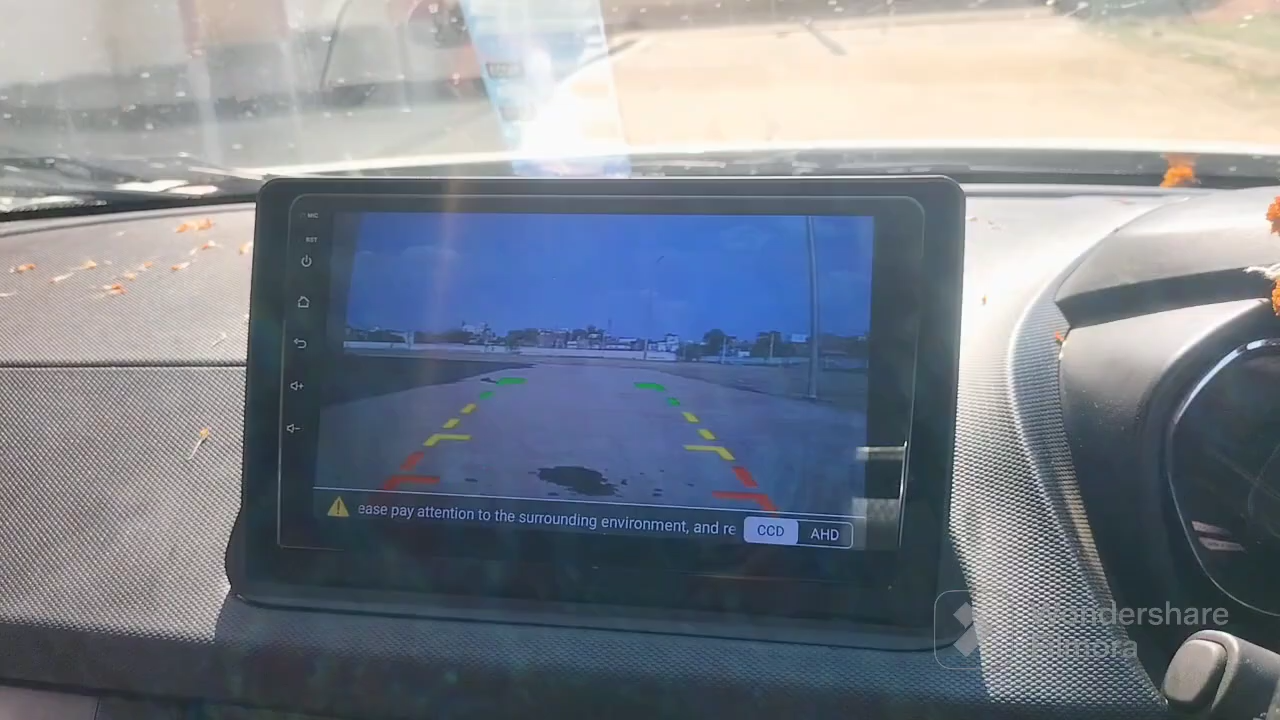 MIC
RST
ease pay attention to the surrounding environment, and re
CCD
AHD
Wondershare
Filmora